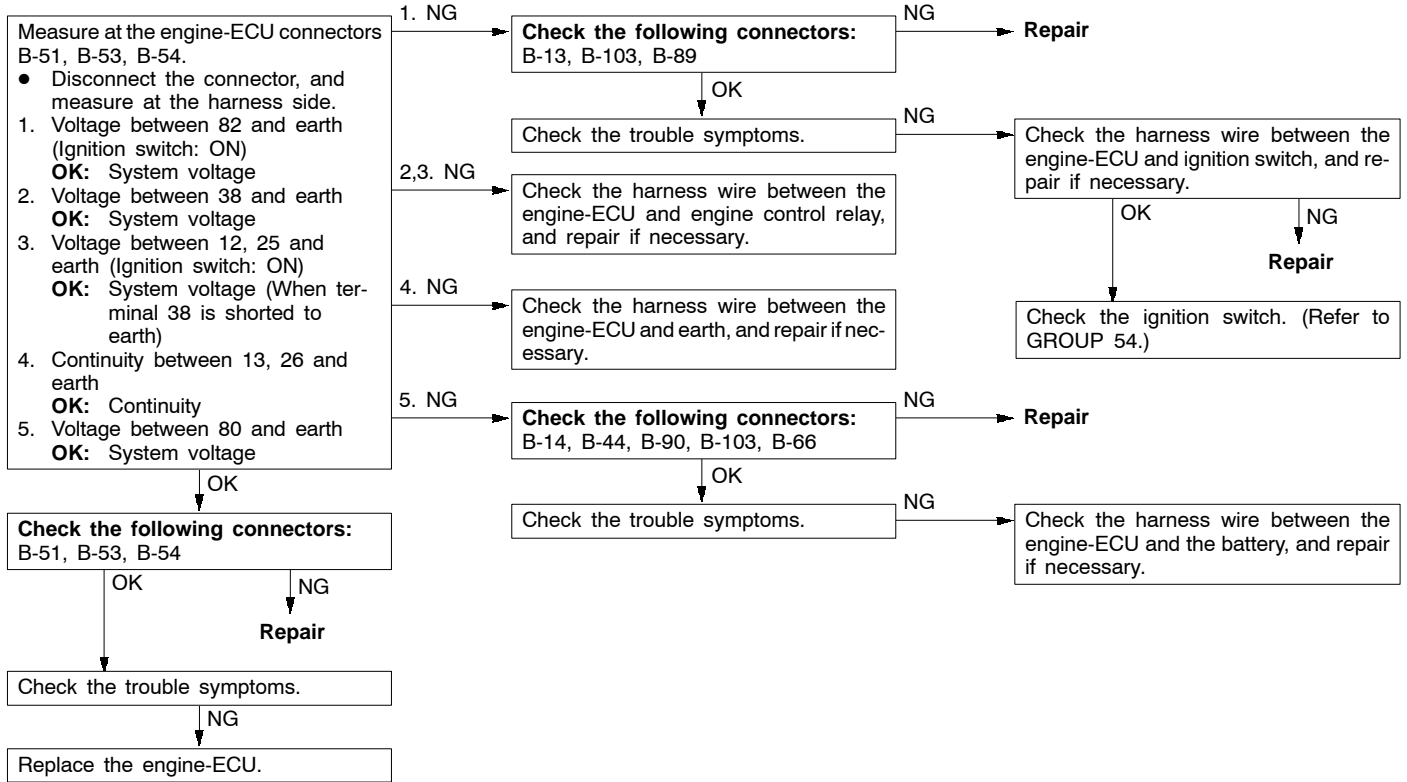 Measure at the engine-ECU connectors
B-51, B-53, B-54.
● Disconnect the connector, and
measure at the harness side.
1. Voltage between 82 and earth
(Ignition switch: ON)
OK: System voltage
2. Voltage between 38 and earth
OK: System voltage
3. Voltage between 12, 25 and
earth (Ignition switch: ON)
OK: System voltage (When ter-
minal 38 is shorted to
earth)
4. Continuity between 13, 26 and
earth
OK: Continuity
5. Voltage between 80 and earth
OK: System voltage
1. NG
Check the following connectors:
B-13, B-103, B-89
NG
Repair
OK
Check the trouble symptoms.
NG
Check the harness wire between the
engine-ECU and ignition switch, and re-
pair if necessary.
OK
NG
Repair
Check the ignition switch. (Refer to
GROUP 54.)
2,3. NG
Check the harness wire between the
engine-ECU and engine control relay,
and repair if necessary.
4. NG
Check the harness wire between the
engine-ECU and earth, and repair if nec-
essary.
5. NG
Check the following connectors:
B-14, B-44, B-90, B-103, B-66
NG
Repair
OK
Check the trouble symptoms.
NG
Check the harness wire between the
engine-ECU and the battery, and repair
if necessary.
OK
Check the following connectors:
B-51, B-53, B-54
OK
NG
Repair
Check the trouble symptoms.
NG
Replace the engine-ECU.